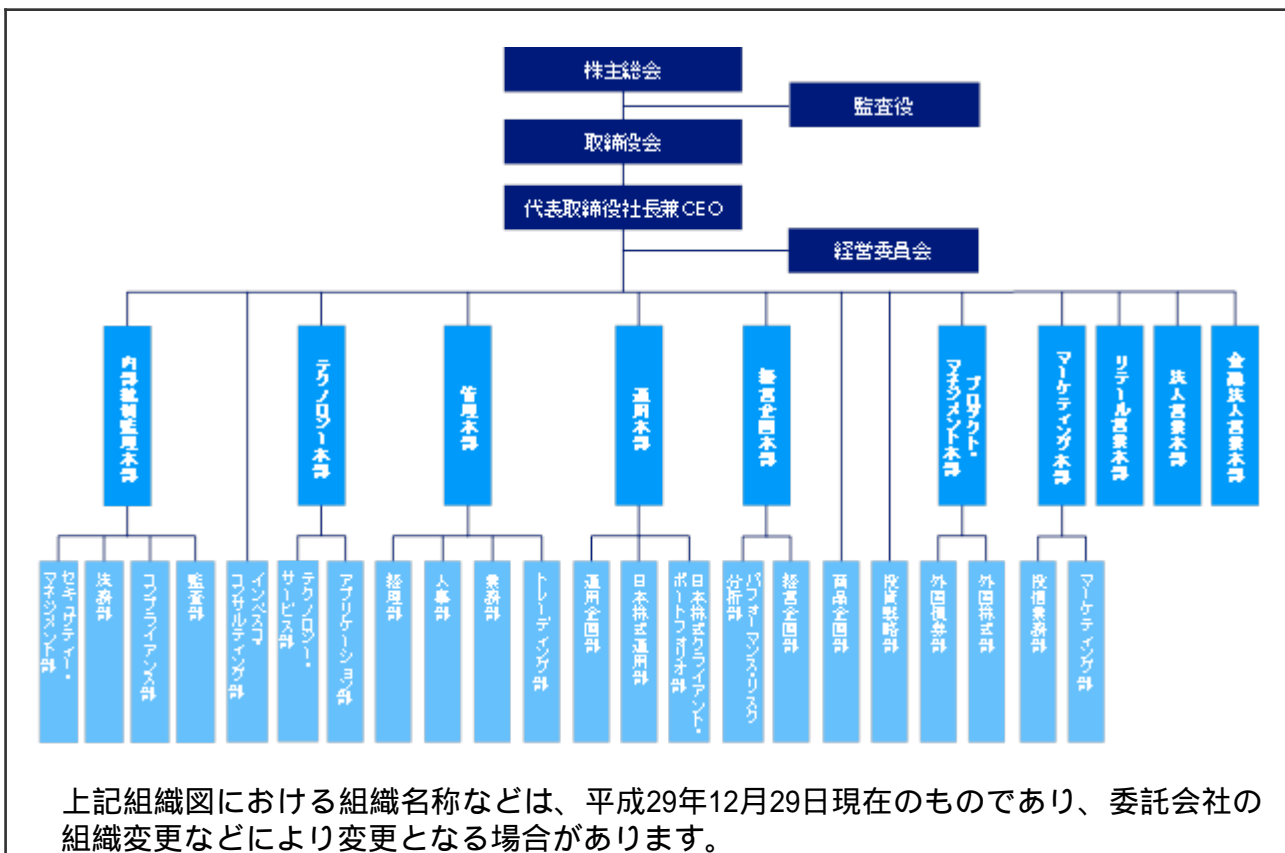 株主総会
監査役
取締役会
代表取締役社長兼CEO
経営委員会
内部統制監理本部
テクノロジー本部
管理本部
運用本部
経営企画本部
プロダクト・
マネジメント本部
マーケティング本部
リテール営業本部
法人営業本部
金融法人営業本部
セキュリティー・
マネジメント部
法務部
コンプライアンス部
監査部
インベスコ・
コンサルティング部
テクノロジー・
サービス部
アプリケーション部
経理部
人事部
業務部
トレーディング部
運用企画部
日本株式運用部
日本株式クライアント・
ポートフォリオ部
パフォーマンス・リスク
分析部
経営企画部
商品企画部
投資戦略部
外国債券部
外国株式部
投信業務部
マーケティング部
上記組織図における組織名称などは、平成29年12月29日現在のものであり、委託会社の
組織変更などにより変更となる場合があります。